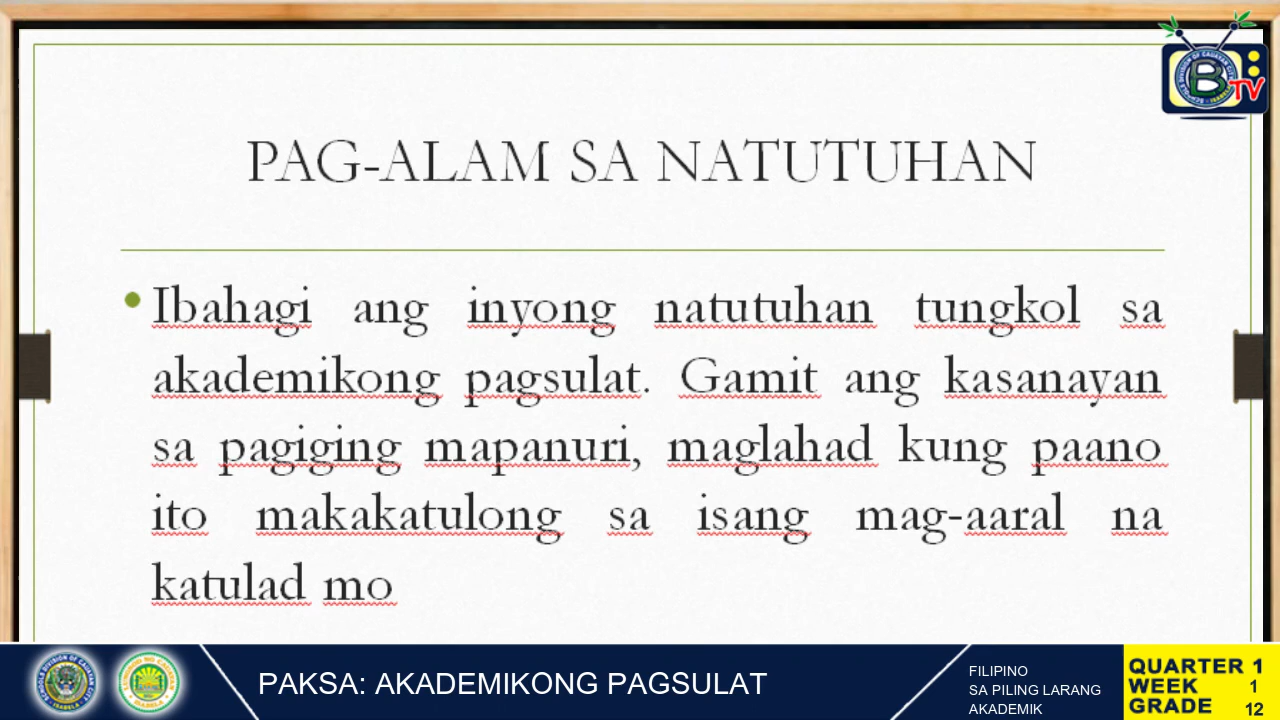 B
TV
PAG-ALAM SA NATUTUHAN
Ibahagi ang inyong natutuhan tungkol sa
akademikong pagsulat. Gamit ang kasanayan
sa pagiging mapanuri, maglahad kung paano
ito makakatulong sa isang mag-aaral na
katulad mo
PAKSA: AKADEMIKONG PAGSULAT
FILIPINO
SA PILING LARANG
AKADEMIK
QUARTER 1
WEEK 1
GRADE 12